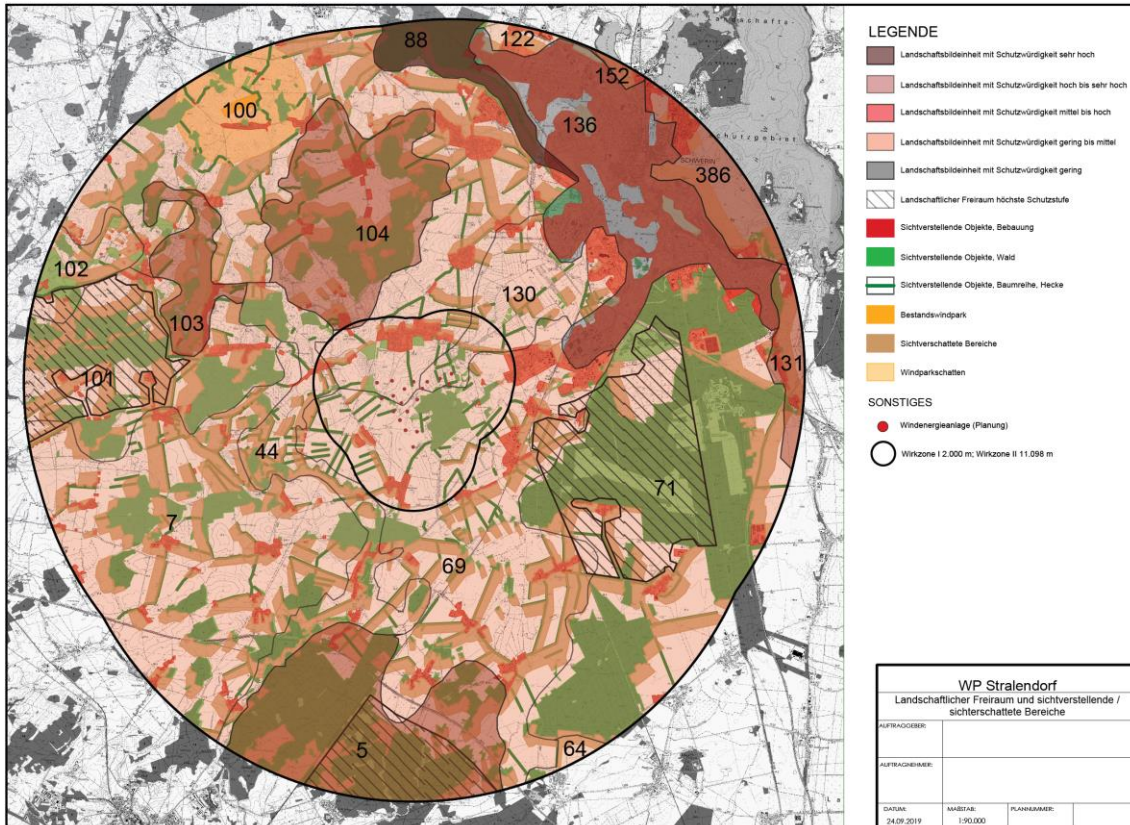 88
122
152
100
136
SCHWERIN
386
104
102
130
103
131
101
44
71
7
69
5
64
LEGENDE
Landschaftsbildeinheit mit Schutzwürdigkeit sehr hoch
Landschaftsbildeinheit mit Schutzwürdigkeit hoch bis sehr hoch
Landschaftsbildeinheit mit Schutzwürdigkeit mittel bis hoch
Landschaftsbildeinheit mit Schutzwürdigkeit gering bis mittel
Landschaftsbildeinheit mit Schutzwürdigkeit gering
Landschaftlicher Freiraum höchste Schutzstufe
Sichtverstellende Objekte, Bebauung
Sichtverstellende Objekte, Wald
Sichtverstellende Objekte, Baumreihe, Hecke
Bestandswindpark
Sichtverschattete Bereiche
Windparkschatten
SONSTIGES
Windenergieanlage (Planung)
Wirkzone I 2.000 m; Wirkzone II 11.098 m
WP Stralendorf
Landschaftlicher Freiraum und sichtverstellende /
sichterschattete Bereiche
AUFTRAGGEBER:
AUFTRAGNEHMER:
DATUM: MAßSTAB: PLANNUMMER:
24.09.2019 1:90.000